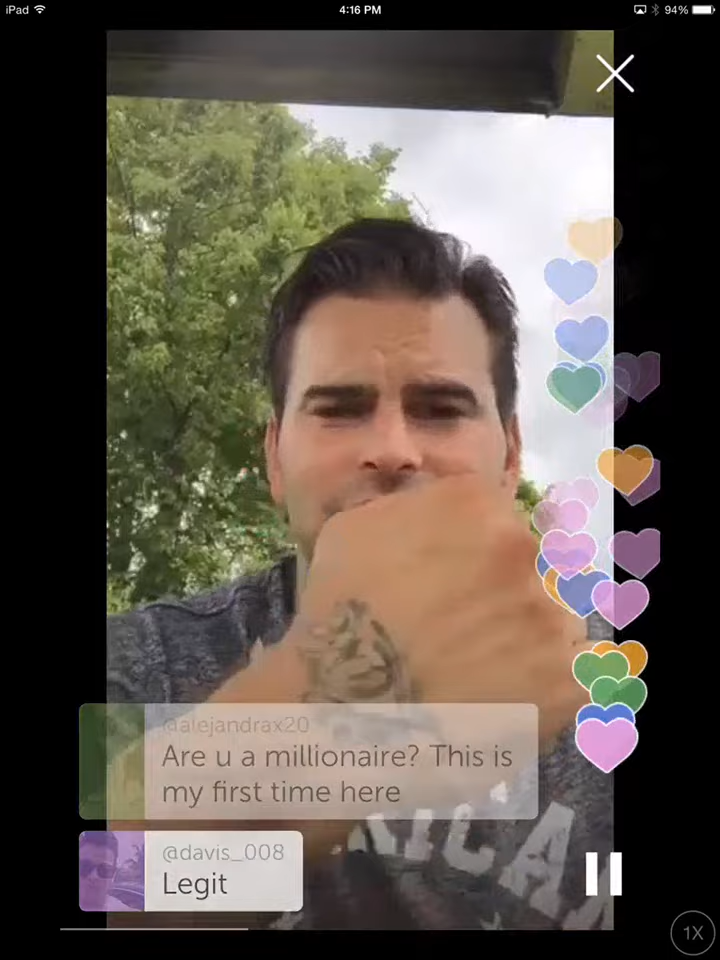 iPad 4:16 PM 94%
@alejandrax20
Are u a millionaire? This is
my first time here
@davis_008
Legit
1X